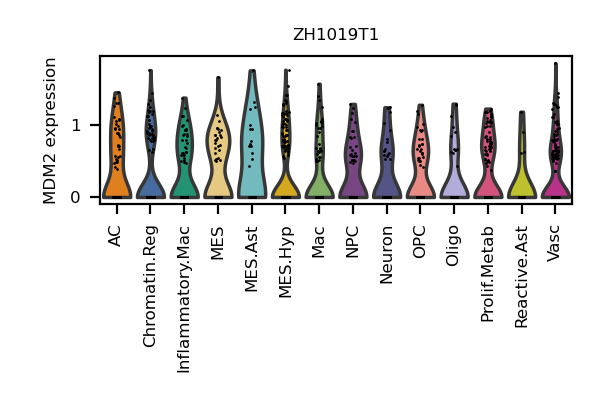 ZH1019T1
MDM2 expression
1
0
AC
Chromatin.Reg
Inflammatory.Mac
MES
MES.Ast
MES.Hyp
Mac
NPC
Neuron
OPC
Oligo
Prolif.Metab
Reactive.Ast
Vasc